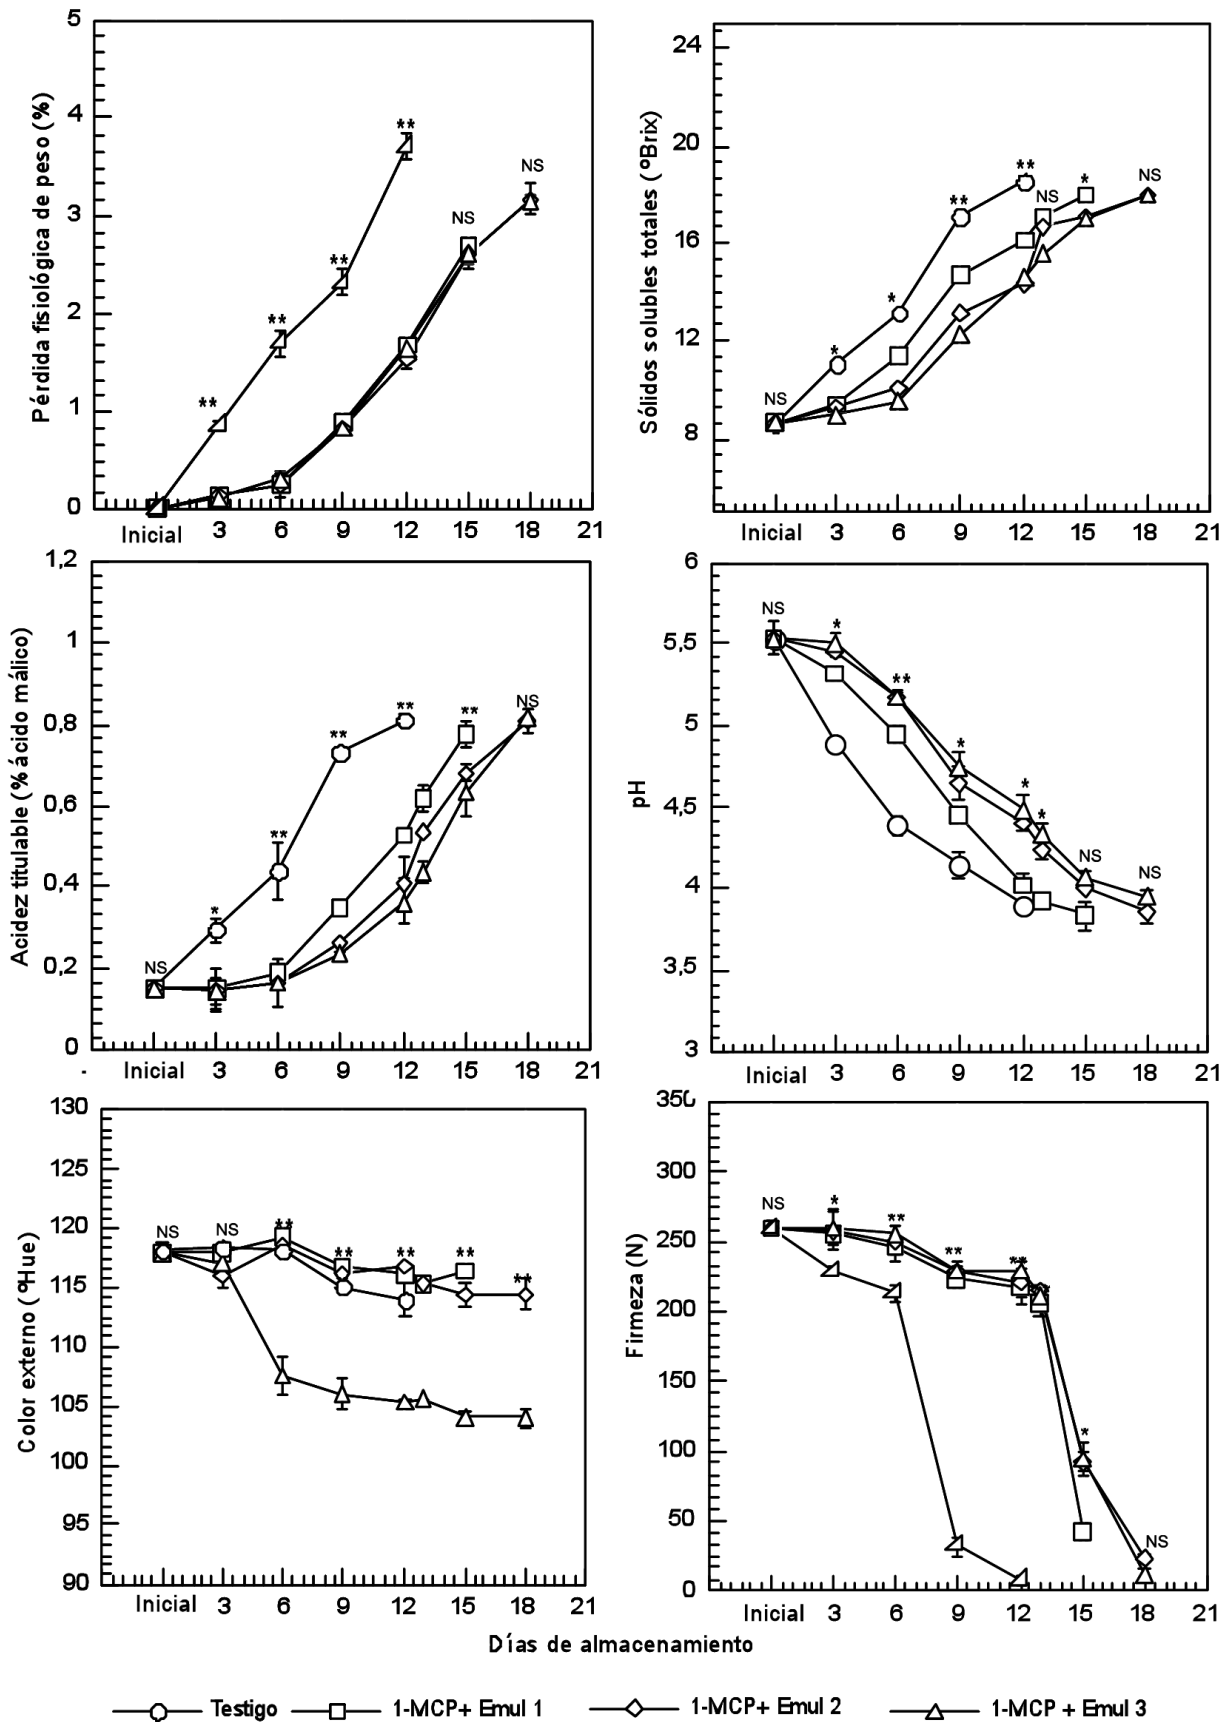 Pérdida fisiológica de peso (%)
5
4
3
2
1
0
NS
**
**
**
**
NS
Inicial 3 6 9 12 15 18 21
Sólidos solubles totales (ºBrix)
24
20
16
12
8
NS
*
*
**
**
NS
*
NS
Inicial 3 6 9 12 15 18 21
Acidez titulable (% ácido málico)
1,2
1
0,8
0,6
0,4
0,2
0
NS
*
**
**
**
**
NS
-
Inicial 3 6 9 12 15 18 21
pH
6
5,5
5
4,5
4
3,5
3
NS
*
**
*
*
*
NS
NS
Inicial 3 6 9 12 15 18 21
Color externo (ºHue)
130
125
120
115
110
105
100
95
90
NS
NS
**
**
**
**
**
Inicial 3 6 9 12 15 18 21
Firmeza (N)
350
300
250
200
150
100
50
0
NS
*
**
**
**
*
NS
Inicial 3 6 9 12 15 18 21
Días de almacenamiento
Testigo 1-MCP+ Emul 1 1-MCP+ Emul 2 1-MCP + Emul 3